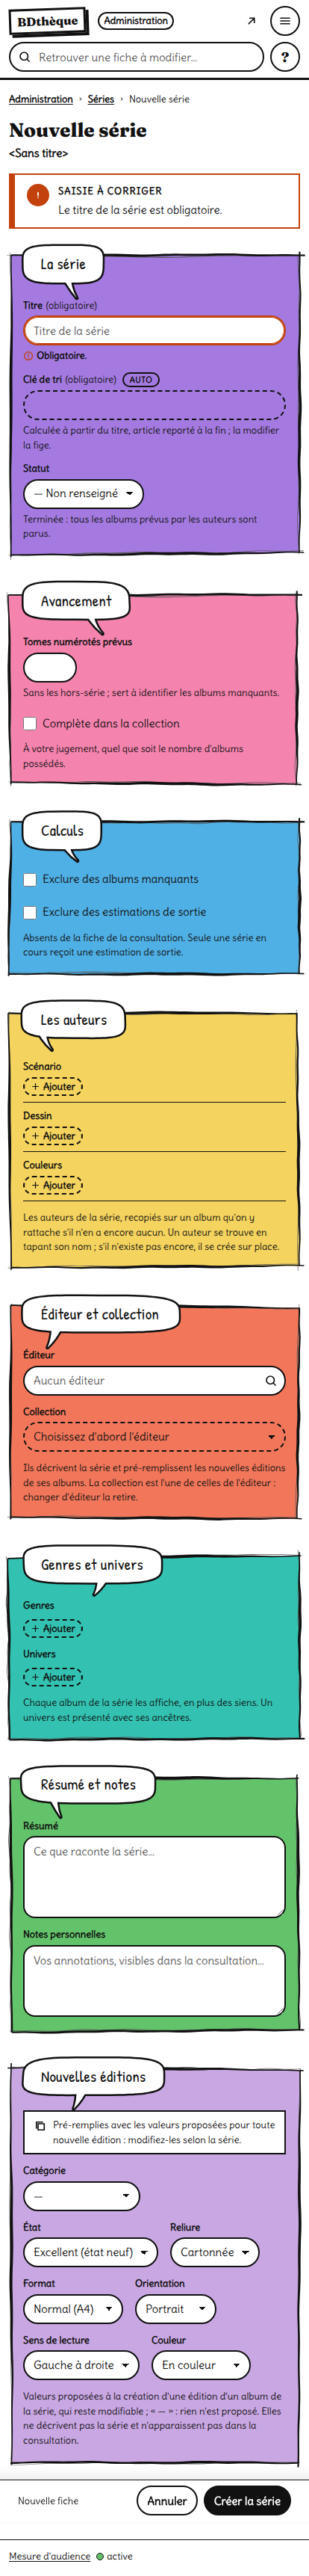 BDthèque Administration
Retrouver une fiche à modifier... ?
Administration › Séries › Nouvelle série
Nouvelle série
<Sans titre>
! SAISIE À CORRIGER
Le titre de la série est obligatoire.
La série
Titre (obligatoire)
Titre de la série
Obligatoire.
Clé de tri (obligatoire) AUTO
Calculée à partir du titre, article reporté à la fin ; la modifier
la fige.
Statut
— Non renseigné
Terminée : tous les albums prévus par les auteurs sont
parus.
Avancement
Tomes numérotés prévus
Sans les hors-série ; sert à identifier les albums manquants.
Complète dans la collection
À votre jugement, quel que soit le nombre d'albums
possédés.
Calculs
Exclure des albums manquants
Exclure des estimations de sortie
Absents de la fiche de la consultation. Seule une série en
cours reçoit une estimation de sortie.
Les auteurs
Scénario
+ Ajouter
Dessin
+ Ajouter
Couleurs
+ Ajouter
Les auteurs de la série, recopiés sur un album qu'on y
rattache s'il n'en a encore aucun. Un auteur se trouve en
tapant son nom ; s'il n'existe pas encore, il se crée sur place.
Éditeur et collection
Éditeur
Aucun éditeur
Collection
Choisissez d'abord l'éditeur
Ils décrivent la série et pré-remplissent les nouvelles éditions
de ses albums. La collection est l'une de celles de l'éditeur :
changer d'éditeur la retire.
Genres et univers
Genres
+ Ajouter
Univers
+ Ajouter
Chaque album de la série les affiche, en plus des siens. Un
univers est présenté avec ses ancêtres.
Résumé et notes
Résumé
Ce que raconte la série...
Notes personnelles
Vos annotations, visibles dans la consultation...
Nouvelles éditions
Pré-remplies avec les valeurs proposées pour toute
nouvelle édition : modifiez-les selon la série.
Catégorie
—
État Reliure
Excellent (état neuf) Cartonnée
Format Orientation
Normal (A4) Portrait
Sens de lecture Couleur
Gauche à droite En couleur
Valeurs proposées à la création d'une édition d'un album de
la série, qui reste modifiable ; « — » : rien n'est proposé. Elles
ne décrivent pas la série et n'apparaissent pas dans la
consultation.
Nouvelle fiche Annuler Créer la série
Mesure d'audience active